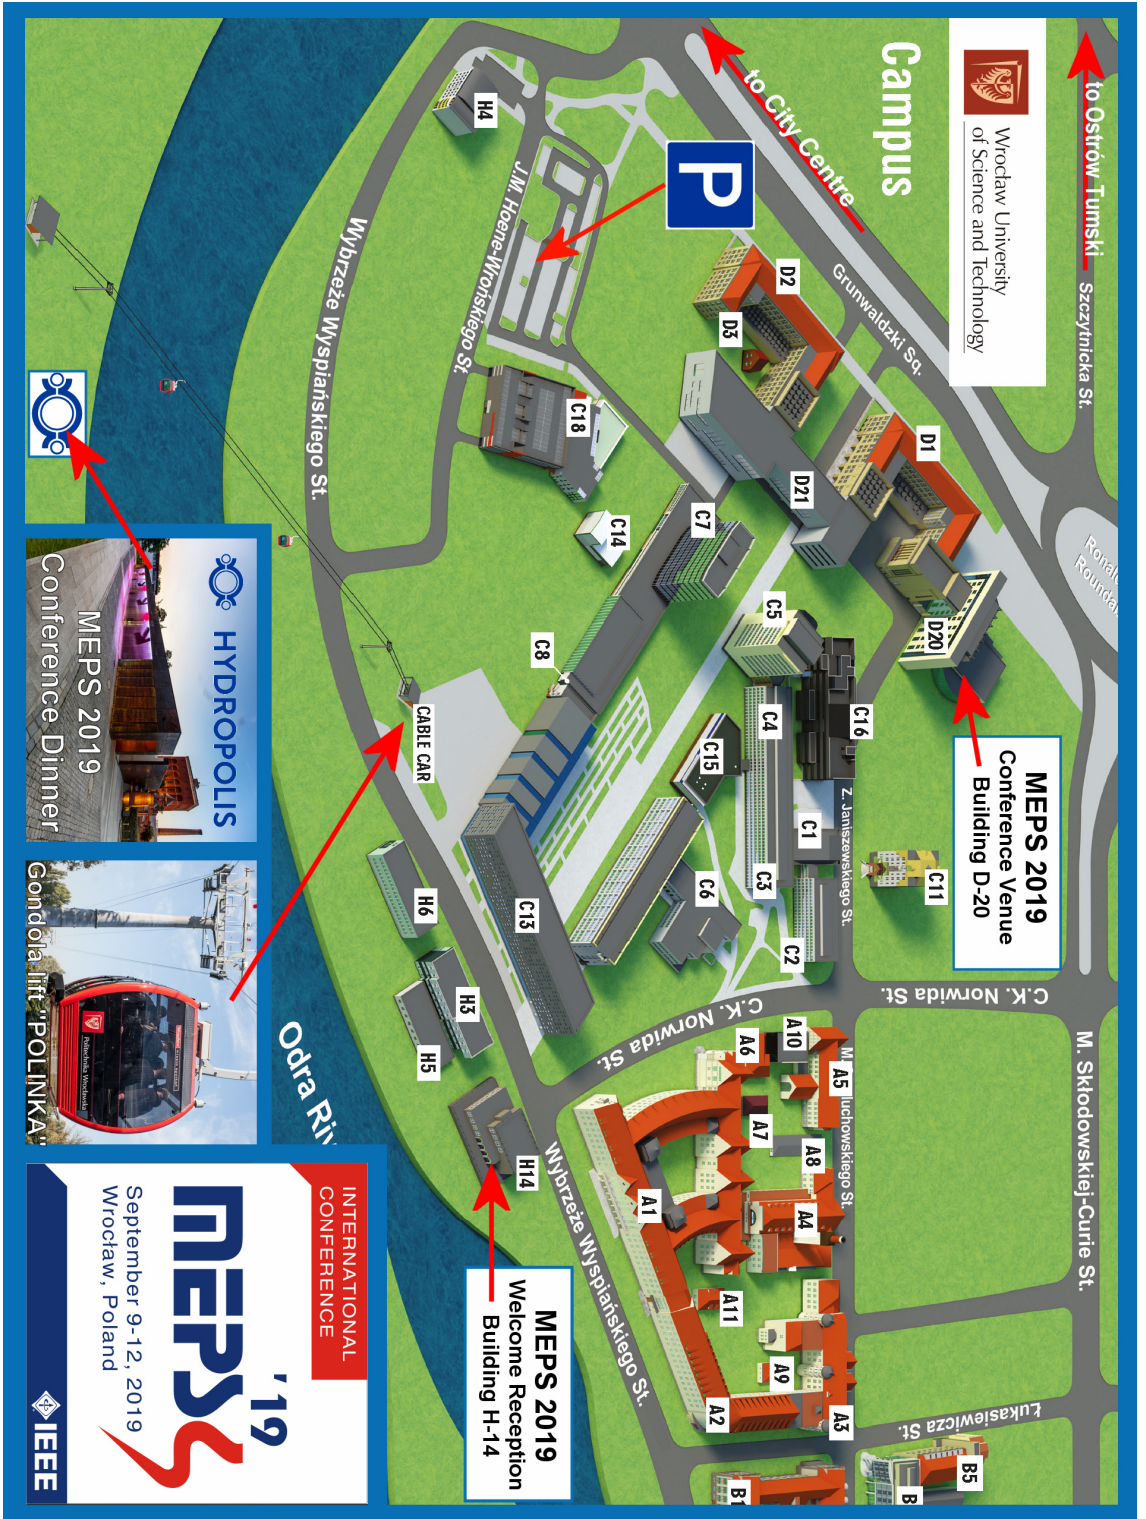 Campus
Wrocław University
of Science and Technology
to Ostrów Tumski
Szczytnicka St.
to City Centre
Grunwaldzki Sq.
P
H4
J.M. Hoene-Wrońskiego St.
Wybrzeże Wyspiańskiego St.
D2
D3
D1
D21
D20
C18
C14
C7
C5
C8
C4
C16
C15
C1
C3
C6
C2
C11
C13
Z. Janiszewskiego St.
CABLE CAR
H6
H3
H5
H14
MEPS 2019
Conference Venue
Building D-20
C.K. Norwida St.
C.K. Norwida St.
M. Skłodowskiej-Curie St.
A10
A6
A5
A7
A8
A1
A4
A11
A9
A2
A3
B1
B5
Łukasiewicza St.
Wybrzeże Wyspiańskiego St.
MEPS 2019
Welcome Reception
Building H-14
HYDROPOLIS
MEPS 2019
Conference Dinner
Politechnika Wrocławska
Gondola lift "POLINKA"
INTERNATIONAL
CONFERENCE
MEPS '19
September 9-12, 2019
Wrocław, Poland
IEEE